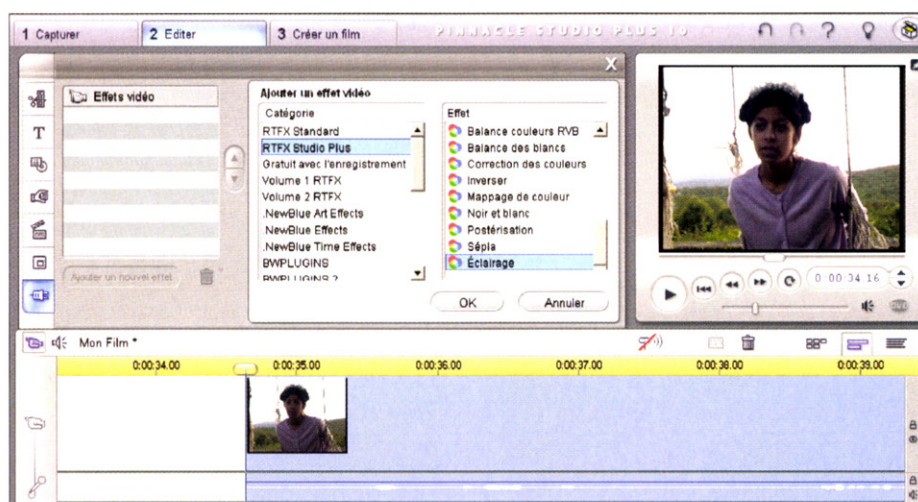 1 Capturer
2 Editer
3 Créer un film
PINNACLE STUDIO PLUS 10
Effets vidéo
Ajouter un nouvel effet
Ajouter un effet vidéo
Catégorie
RTFX Standard
RTFX Studio Plus
Gratuit avec l'enregistrement
Volume 1 RTFX
Volume 2 RTFX
.NewBlue Art Effects
.NewBlue Effects
.NewBlue Time Effects
BWPLUGINS
BWPLUGINS 2
Effet
Balance couleurs RVB
Balance des blancs
Correction des couleurs
Inverser
Mappage de couleur
Noir et blanc
Postérisation
Sépia
Éclairage
OK
Annuler
0:00:34.16
Mon Film *
0:00:34.00
0:00:35.00
0:00:36.00
0:00:37.00
0:00:38.00
0:00:39.00